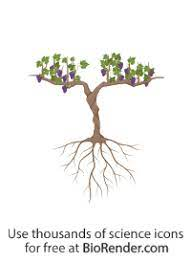 Use thousands of science icons
for free at BioRender.com